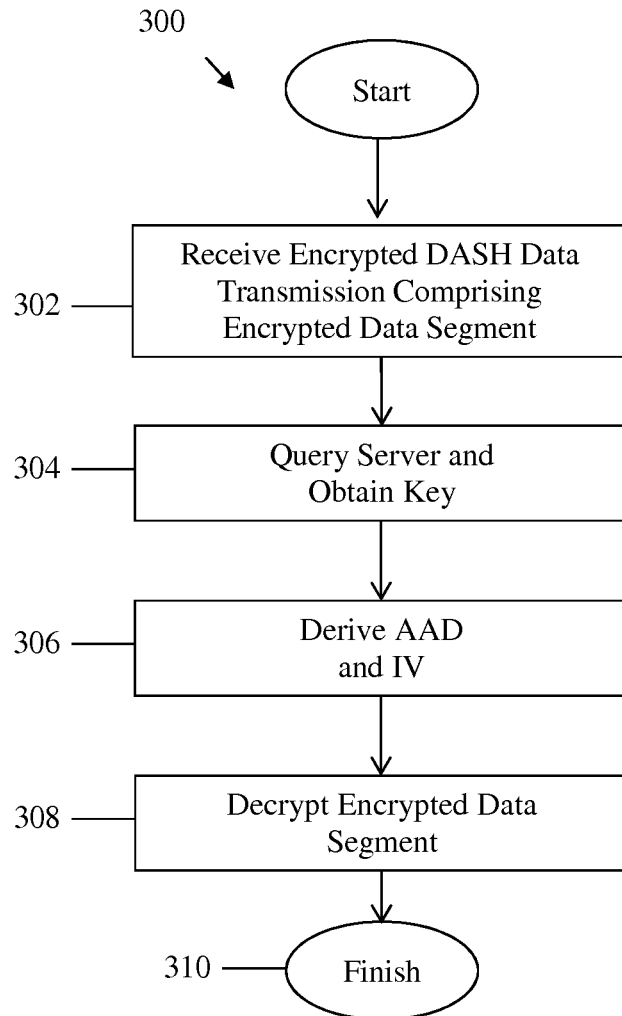 300
Start
Receive Encrypted DASH Data
Transmission Comprising
Encrypted Data Segment
302
Query Server and
Obtain Key
304
Derive AAD
and IV
306
Decrypt Encrypted Data
Segment
308
Finish
310